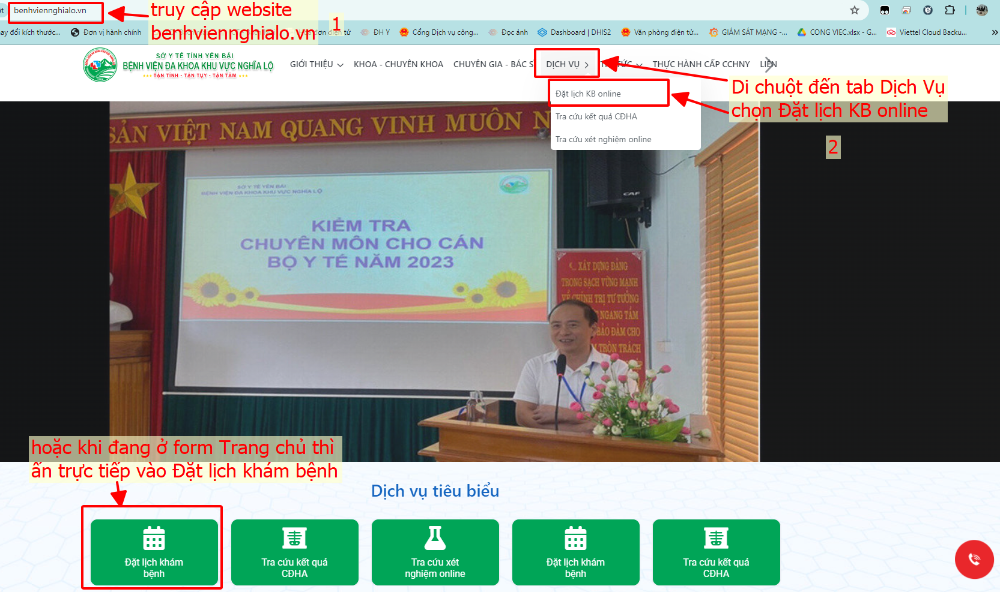 benhviennghialo.vn
truy cập website
benhviennghialo.vn
1
ay đổi kích thước...
Đơn vị hành chính
đơn điện tử
ĐH Y
Cổng Dịch vụ công...
Đọc ảnh
Dashboard | DHIS2
Văn phòng điện tử...
GIÁM SÁT MẠNG -...
CONG VIEC.xlsx - G...
Viettel Cloud Backu...
SỞ Y TẾ TỈNH YÊN BÁI
BỆNH VIỆN ĐA KHOA KHU VỰC NGHĨA LỘ
TẬN TÌNH - TẬN TỤY - TẬN TÂM
GIỚI THIỆU
KHOA - CHUYÊN KHOA
CHUYÊN GIA - BÁC S
DỊCH VỤ
TỨC
THỰC HÀNH CẤP CCHNY
LIÊN
Đặt lịch KB online
Tra cứu kết quả CĐHA
Tra cứu xét nghiệm online
Di chuột đến tab Dịch Vụ
chọn Đặt lịch KB online
2
SẢN VIỆT NAM QUANG VINH MUÔN N
SỞ Y TẾ YÊN BÁI
BỆNH VIỆN ĐA KHOA KHU VỰC NGHĨA LỘ
KIỂM TRA
CHUYÊN MÔN CHO CÁN
BỘ Y TẾ NĂM 2023
CAF
XÂY DỰNG ĐẢNG
TRONG SẠCH VỮNG MẠNH
VỀ CHÍNH TRỊ TƯ TƯỞNG
NGANG TẦM
BẢO ĐẢM CHO
TRÒN TRÁCH
hoặc khi đang ở form Trang chủ thì
ấn trực tiếp vào Đặt lịch khám bệnh
Dịch vụ tiêu biểu
Đặt lịch khám
bệnh
Tra cứu kết quả
CĐHA
Tra cứu xét
nghiệm online
Đặt lịch khám
bệnh
Tra cứu kết quả
CĐHA